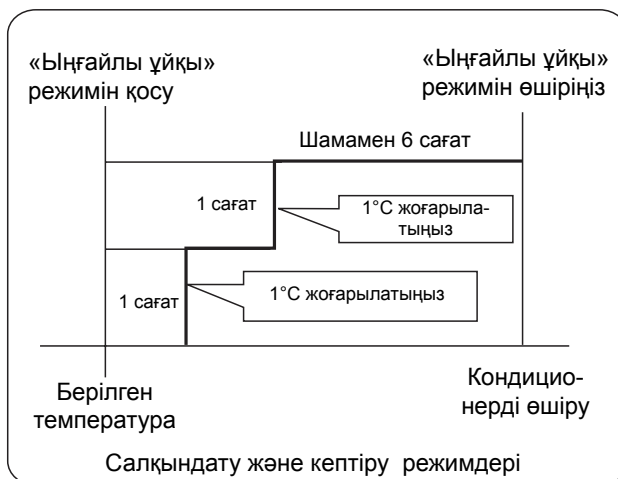 «Ыңғайлы ұйқы»
режимін қосу
«Ыңғайлы ұйқы»
режимін өшіріңіз
Шамамен 6 сағат
1 сағат
1°C жоғарыла-
тыңыз
1 сағат
1°C жоғарылатыңыз
Берілген
температура
Кондицио-
нерді өшіру
Салқындату және кептіру режимдері